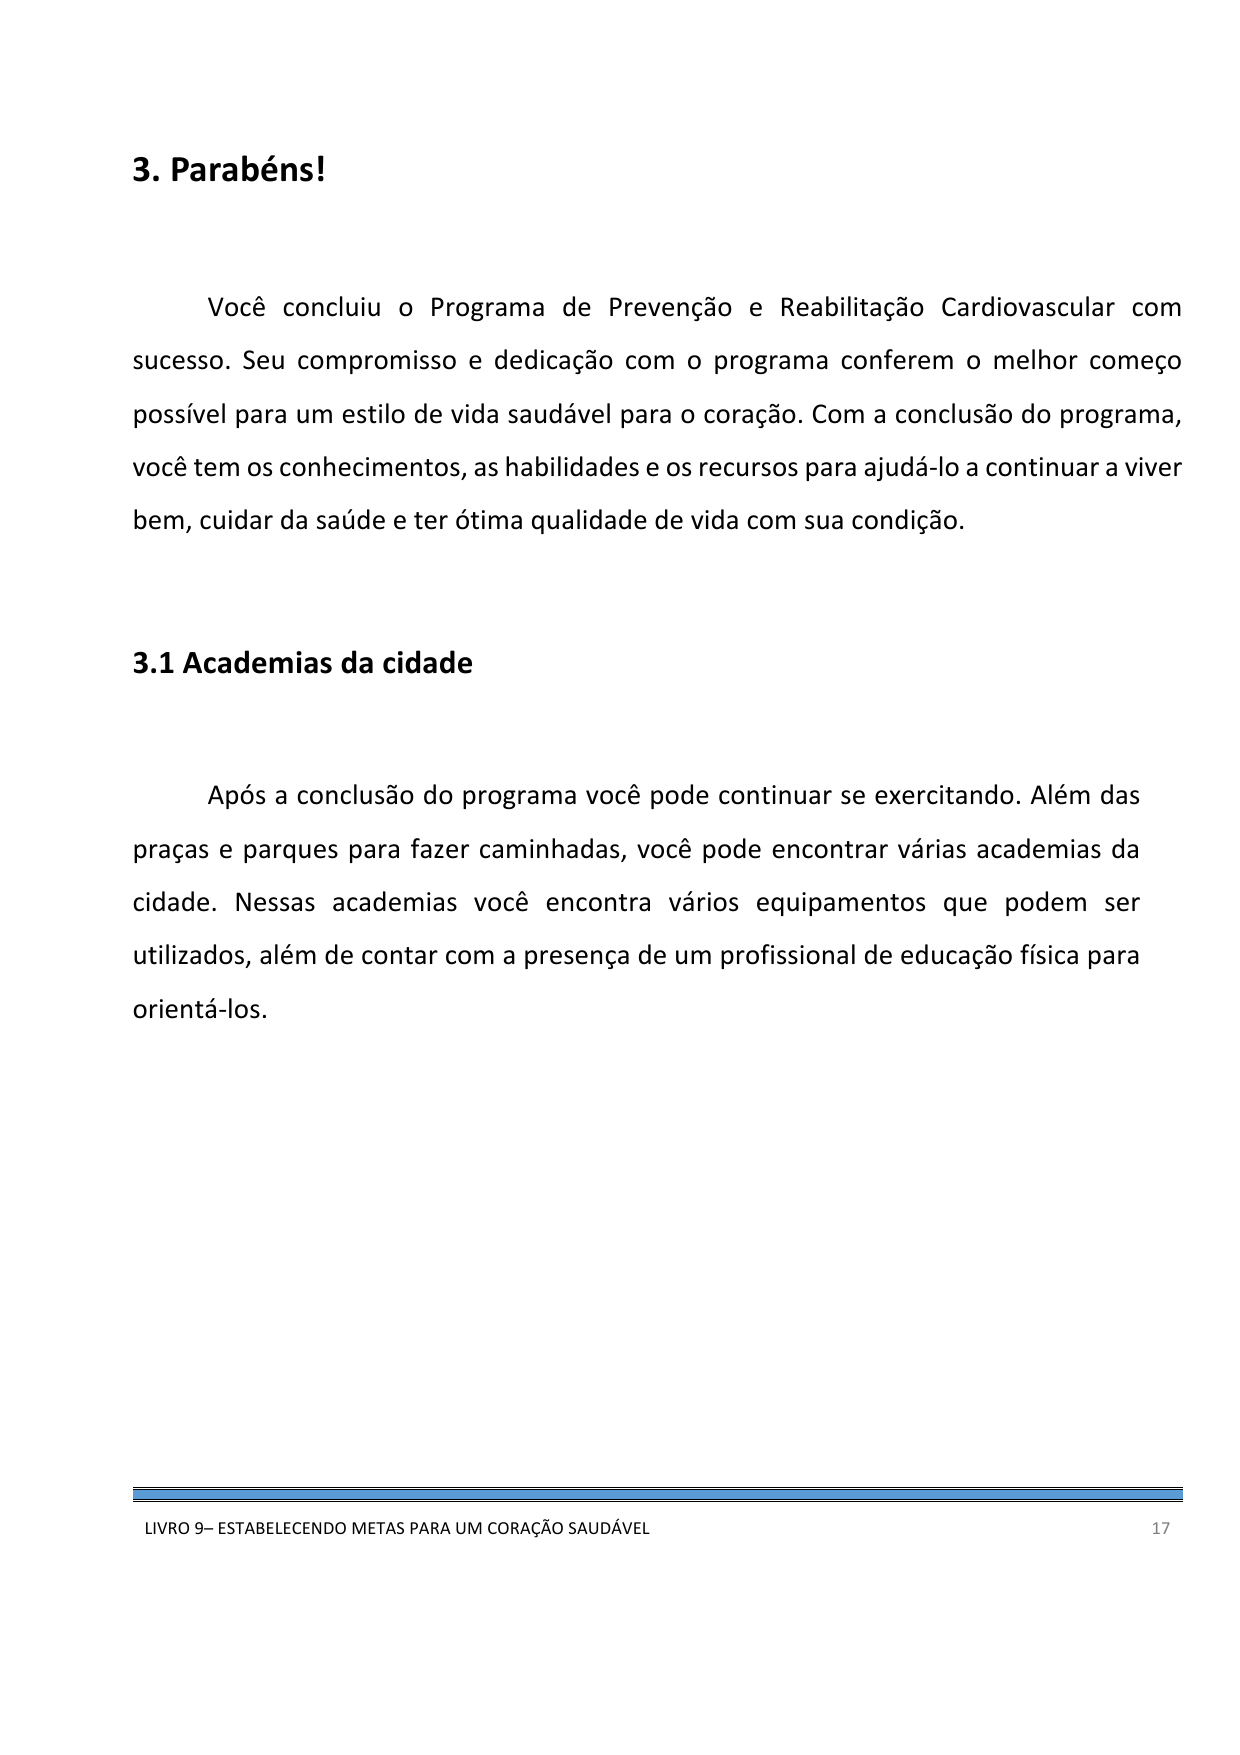 3. Parabéns!
Você concluiu o Programa de Prevenção e Reabilitação Cardiovascular com
sucesso. Seu compromisso e dedicação com o programa conferem o melhor começo
possível para um estilo de vida saudável para o coração. Com a conclusão do programa,
você tem os conhecimentos, as habilidades e os recursos para ajudá-lo a continuar a viver
bem, cuidar da saúde e ter ótima qualidade de vida com sua condição.
3.1 Academias da cidade
Após a conclusão do programa você pode continuar se exercitando. Além das
praças e parques para fazer caminhadas, você pode encontrar várias academias da
cidade. Nessas academias você encontra vários equipamentos que podem ser
utilizados, além de contar com a presença de um profissional de educação física para
orientá-los.
LIVRO 9– ESTABELECENDO METAS PARA UM CORAÇÃO SAUDÁVEL 17